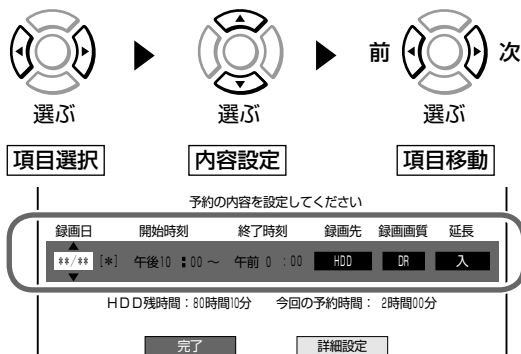 前 次
選ぶ 選ぶ 選ぶ
項目選択 内容設定 項目移動
予約の内容を設定してください
録画日 開始時刻 終了時刻 録画先 録画画質 延長
**/** [*] 午後10:00~ 午前 0:00 HDD DR 入
HDD残時間:80時間10分 今回の予約時間: 2時間00分
完了 詳細設定